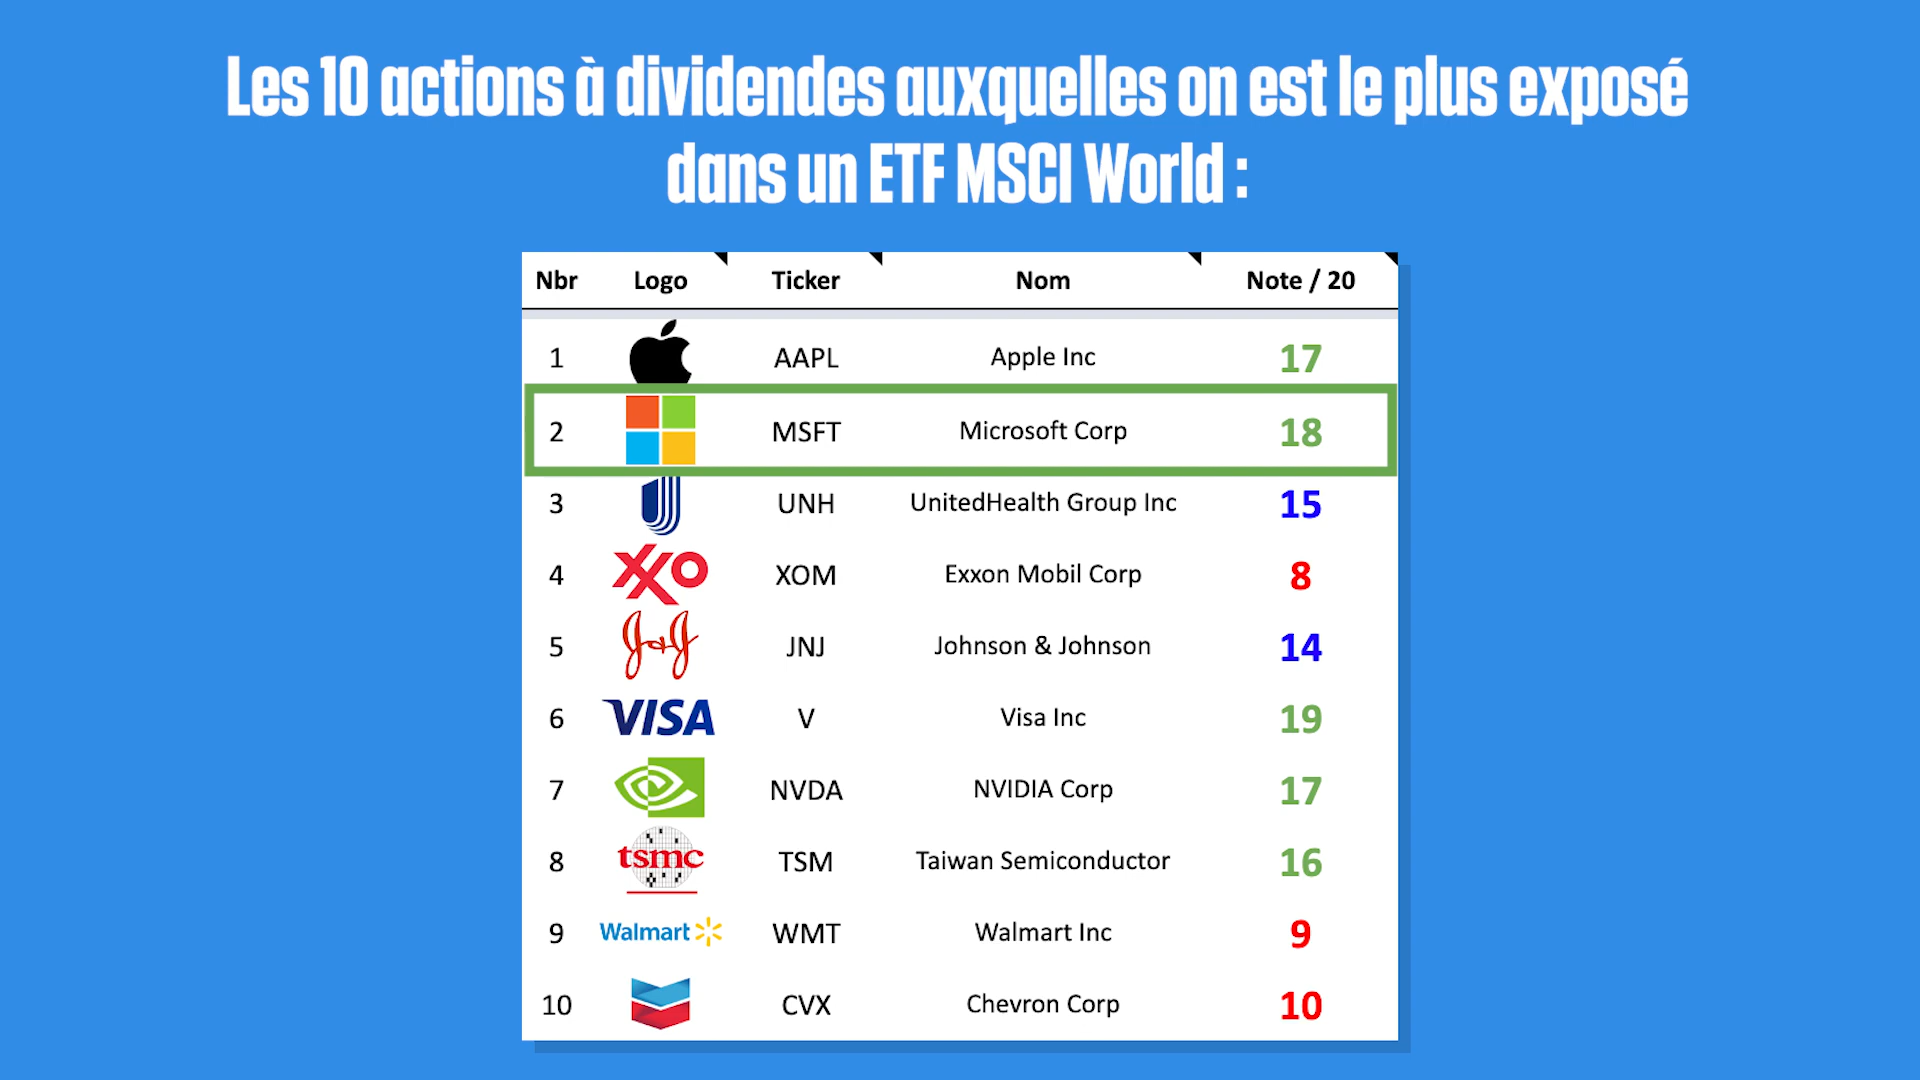 Les 10 actions à dividendes auxquelles on est le plus exposé
dans un ETF MSCI World :
Nbr Logo Ticker Nom Note / 20
1 AAPL Apple Inc 17
2 MSFT Microsoft Corp 18
3 UNH UnitedHealth Group Inc 15
4 XO XOM Exxon Mobil Corp 8
5 J&J JNJ Johnson & Johnson 14
6 VISA V Visa Inc 19
7 NVDA NVIDIA Corp 17
8 tsmc TSM Taiwan Semiconductor 16
9 Walmart WMT Walmart Inc 9
10 CVX Chevron Corp 10